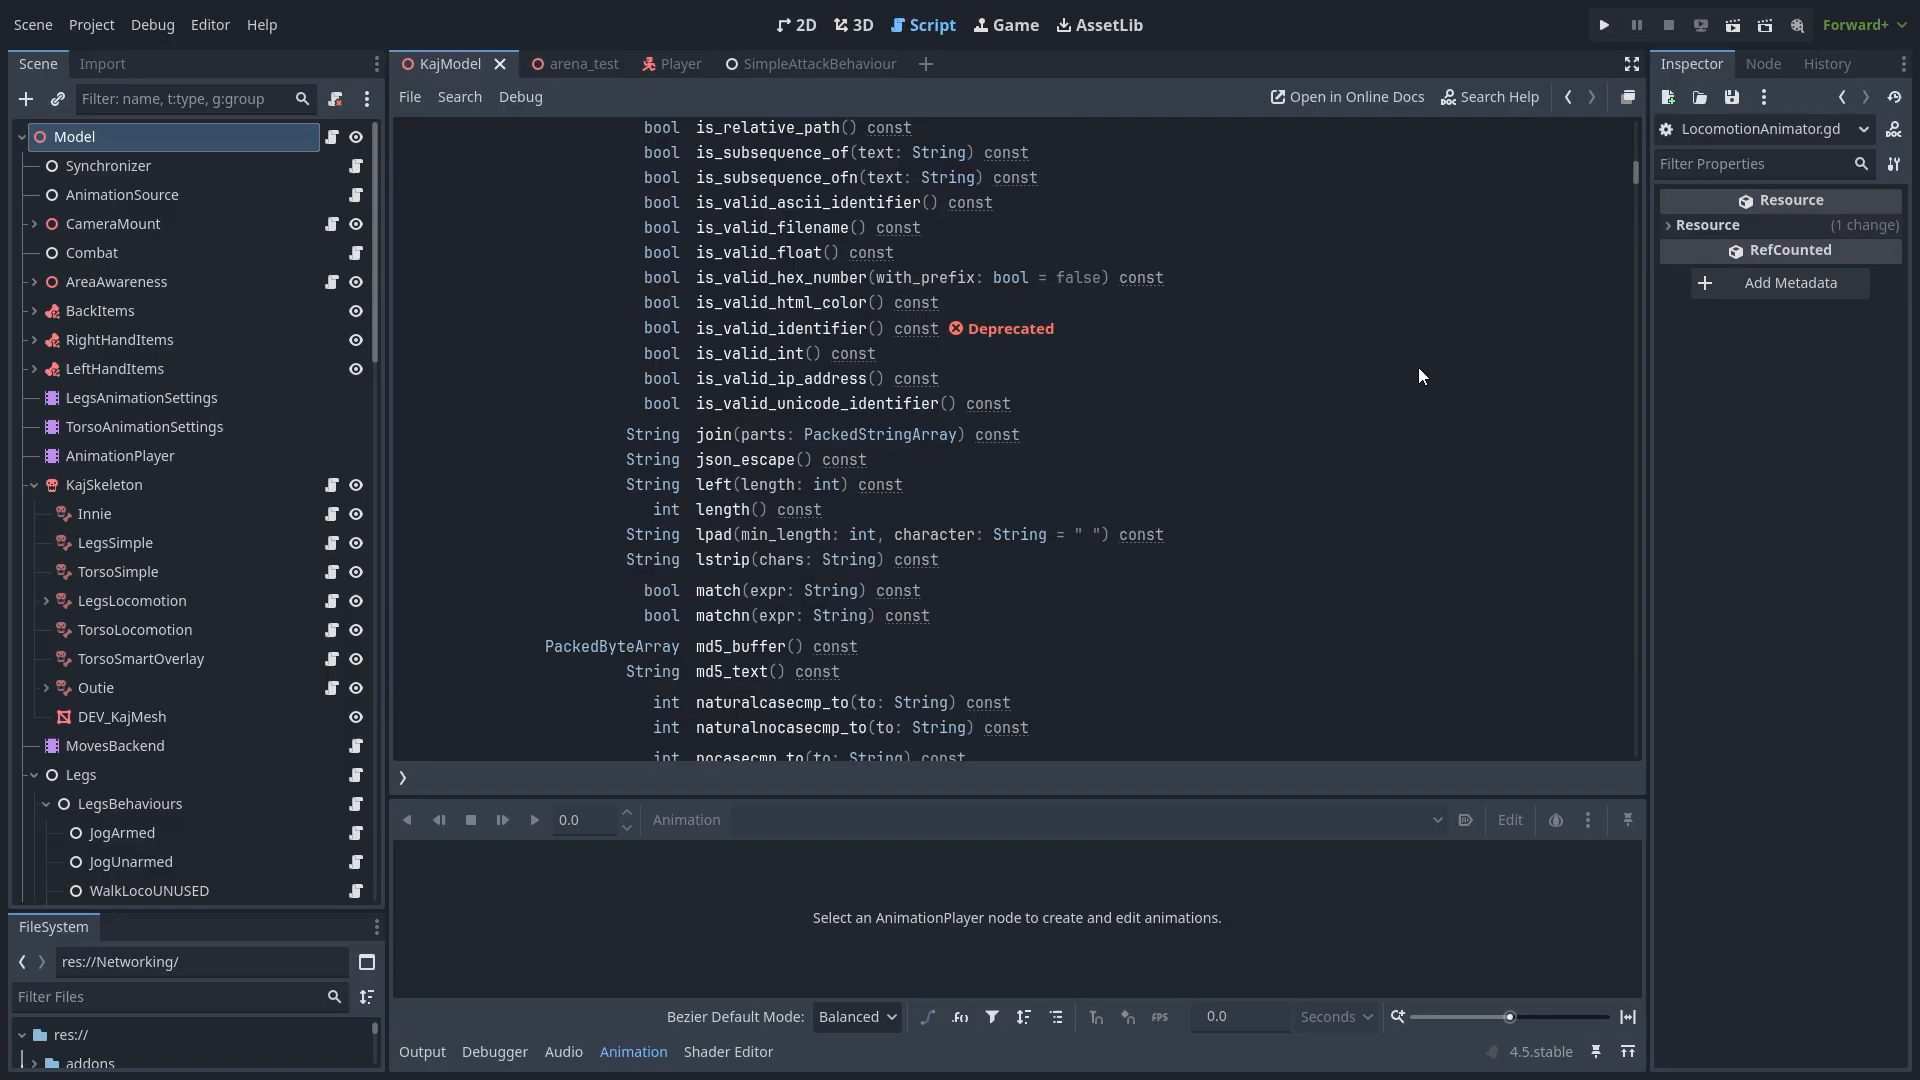 Scene Project Debug Editor Help
2D 3D Script Game AssetLib
Forward+
Scene Import
Filter: name, t:type, g:group
Model
Synchronizer
AnimationSource
CameraMount
Combat
AreaAwareness
BackItems
RightHandItems
LeftHandItems
LegsAnimationSettings
TorsoAnimationSettings
AnimationPlayer
KajSkeleton
Innie
LegsSimple
TorsoSimple
LegsLocomotion
TorsoLocomotion
TorsoSmartOverlay
Outie
DEV_KajMesh
MovesBackend
Legs
LegsBehaviours
JogArmed
JogUnarmed
WalkLocoUNUSED
FileSystem
res://Networking/
Filter Files
res://
addons
KajModel arena_test Player SimpleAttackBehaviour
File Search Debug
Open in Online Docs Search Help
bool is_relative_path() const
bool is_subsequence_of(text: String) const
bool is_subsequence_ofn(text: String) const
bool is_valid_ascii_identifier() const
bool is_valid_filename() const
bool is_valid_float() const
bool is_valid_hex_number(with_prefix: bool = false) const
bool is_valid_html_color() const
bool is_valid_identifier() const Deprecated
bool is_valid_int() const
bool is_valid_ip_address() const
bool is_valid_unicode_identifier() const
String join(parts: PackedStringArray) const
String json_escape() const
String left(length: int) const
int length() const
String lpad(min_length: int, character: String = " ") const
String lstrip(chars: String) const
bool match(expr: String) const
bool matchn(expr: String) const
PackedByteArray md5_buffer() const
String md5_text() const
int naturalcasecmp_to(to: String) const
int naturalnocasecmp_to(to: String) const
int nocasecmp_to(to: String) const
0.0 Animation Edit
Select an AnimationPlayer node to create and edit animations.
Bezier Default Mode: Balanced FPS 0.0 Seconds
Output Debugger Audio Animation Shader Editor
4.5.stable
Inspector Node History
LocomotionAnimator.gd
Filter Properties
Resource
Resource (1 change)
RefCounted
Add Metadata